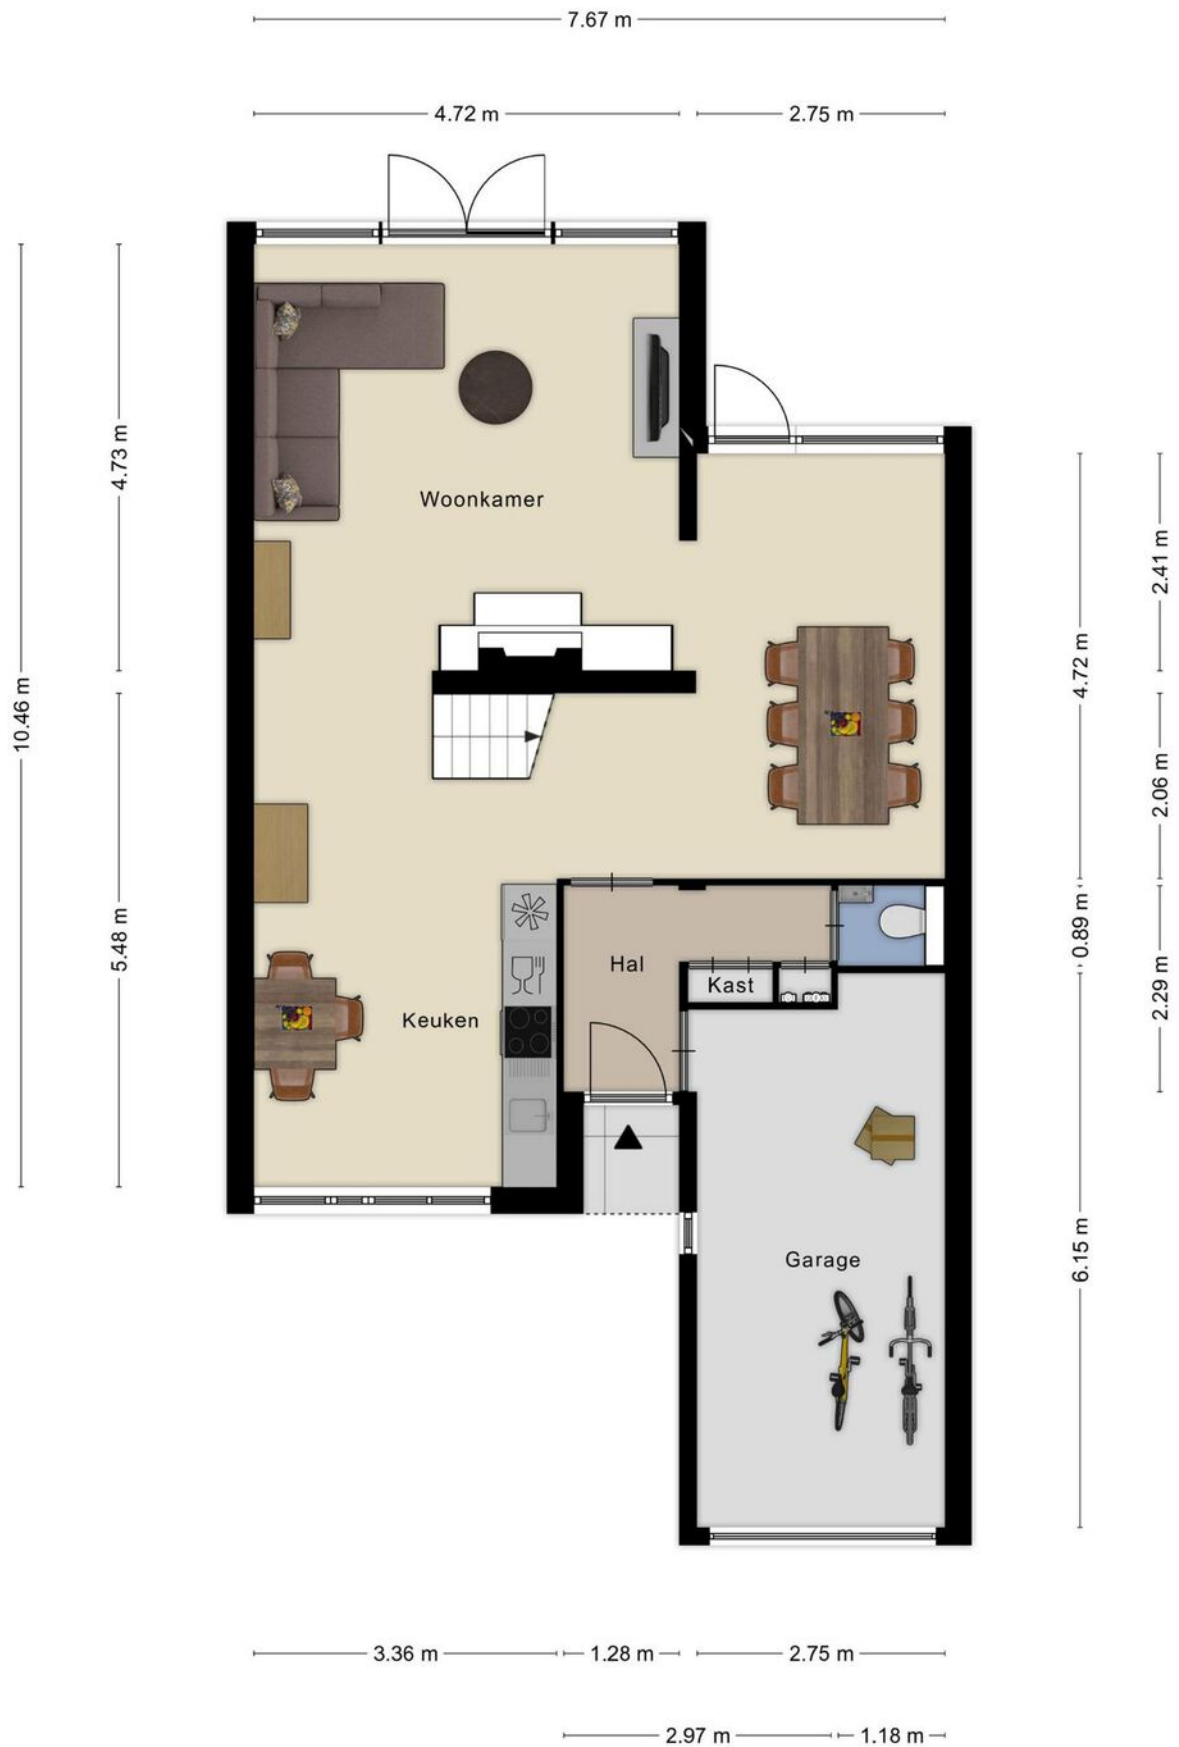 7.67 m
4.72 m
2.75 m
4.73 m
10.46 m
5.48 m
Woonkamer
2.41 m
4.72 m
2.06 m
0.89 m
2.29 m
6.15 m
Hal
Kast
Keuken
Garage
3.36 m
1.28 m
2.75 m
2.97 m
1.18 m